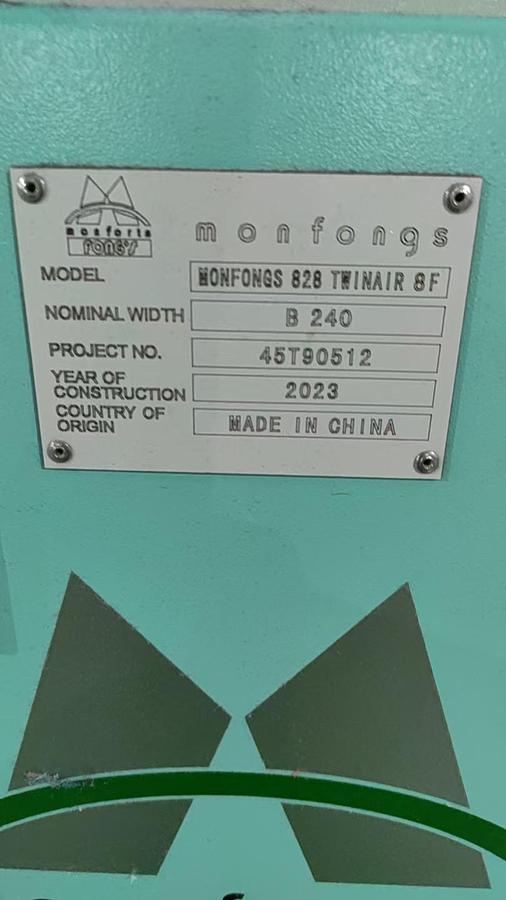 monforts
FONG'S
monfongs
MODEL MONFONGS 828 TWINAIR 8F
NOMINAL WIDTH B 240
PROJECT NO. 45T90512
YEAR OF
CONSTRUCTION 2023
COUNTRY OF
ORIGIN MADE IN CHINA